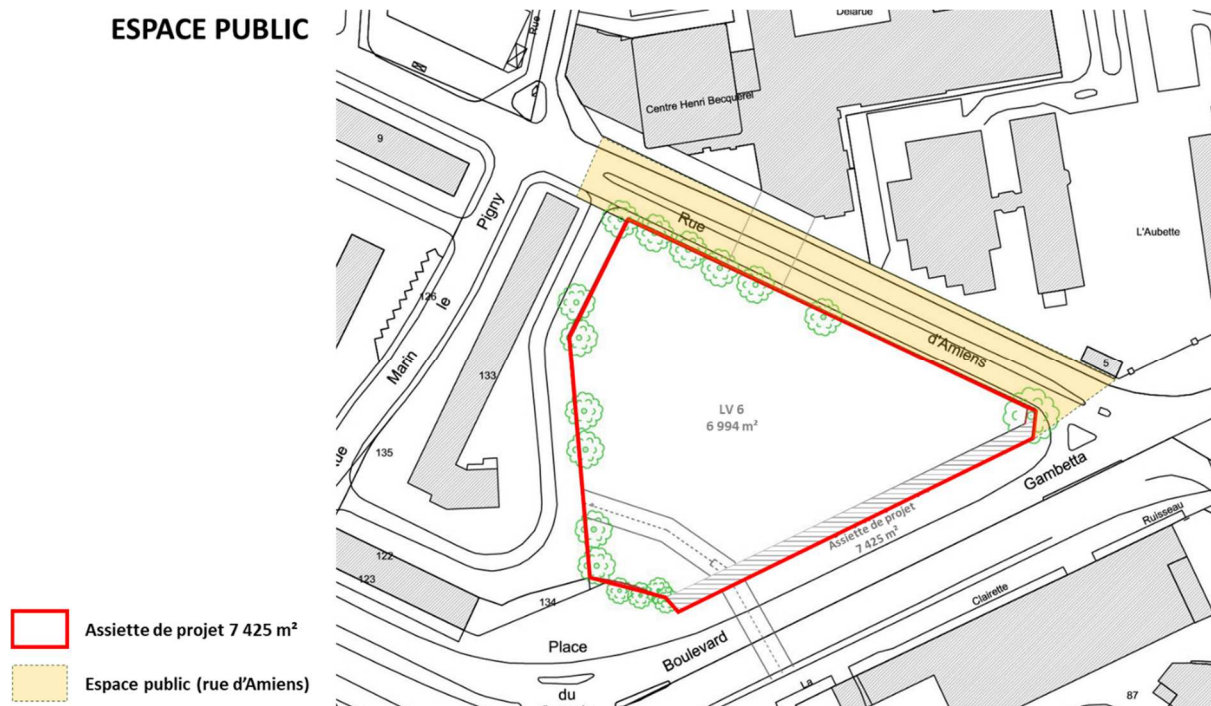 ESPACE PUBLIC
Rue
Delarue
Centre Henri Becquerel
9
Pigny
Rue
L'Aubette
126
le
d'Amiens
5
Marin
133
LV 6
6 994 m²
135
Gambetta
Assiette de projet
7 425 m²
Ruisseau
122
123
134
Clairette
Place
Boulevard
La
du
87
Assiette de projet 7 425 m²
Espace public (rue d'Amiens)